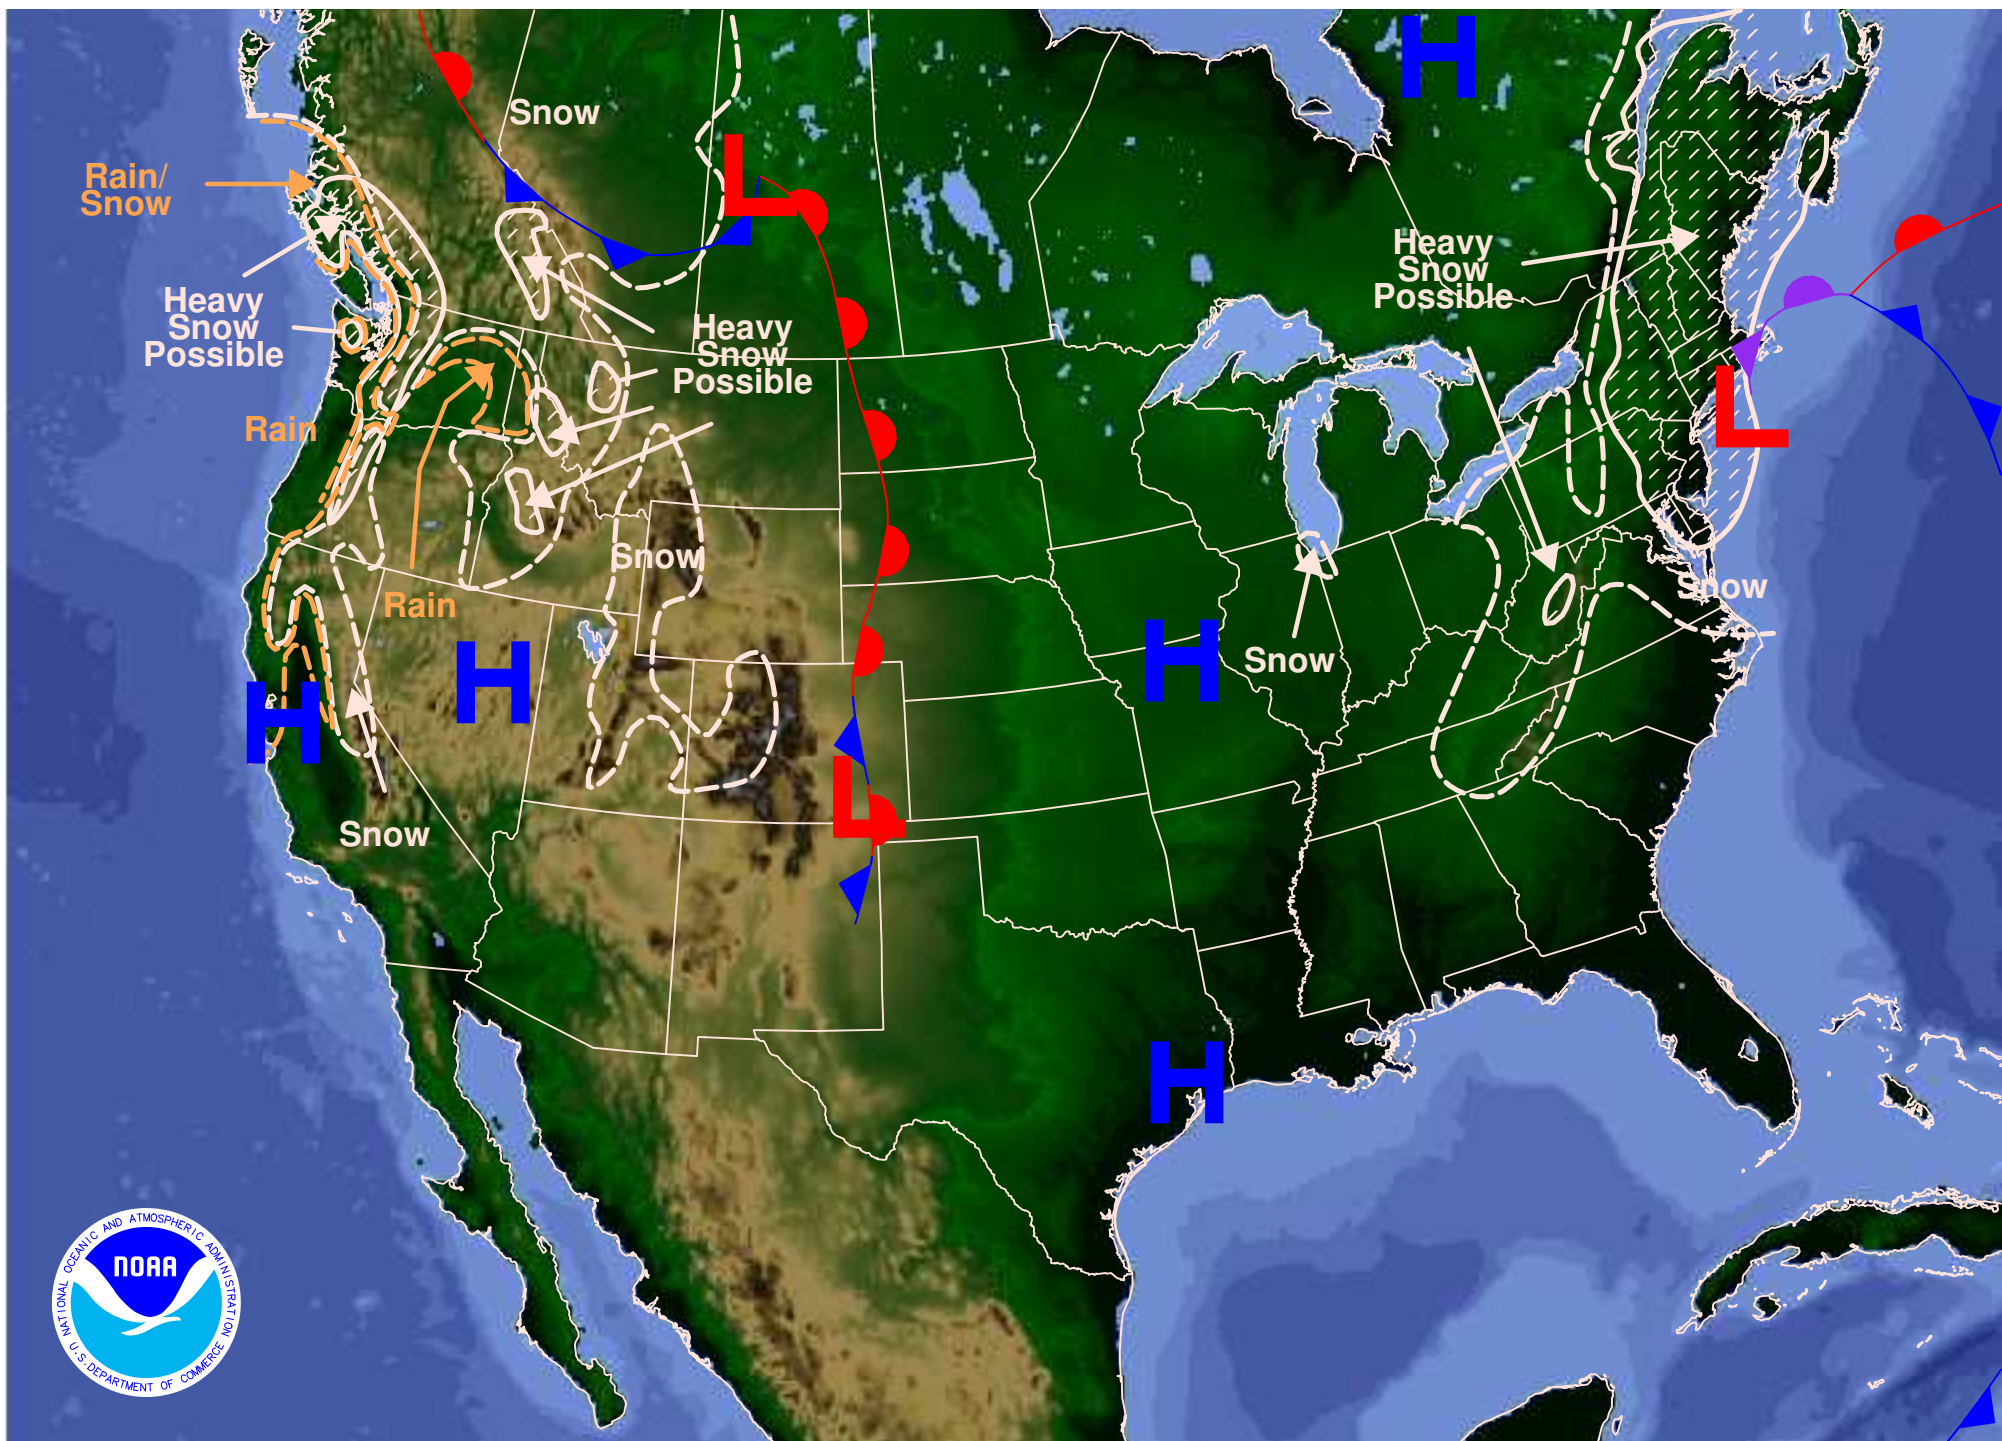 H
Snow
L
Rain/
Snow
Heavy
Snow
Possible
Heavy
Snow
Possible
Heavy
Snow
Possible
L
Rain
Snow
Snow
Rain
H
H
Snow
H
L
Snow
H
NATIONAL OCEANIC AND ATMOSPHERIC ADMINISTRATION
NOAA
U.S. DEPARTMENT OF COMMERCE